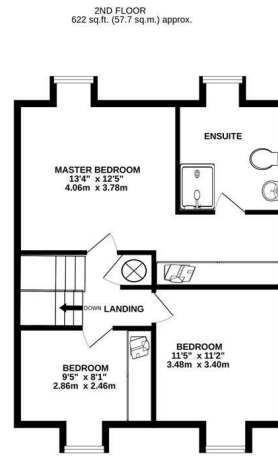 2ND FLOOR
622 sq.ft. (57.7 sq.m.) approx.
ENSUITE
MASTER BEDROOM
13'4" x 12'5"
4.06m x 3.78m
DOWN
LANDING
BEDROOM
11'5" x 11'2"
3.48m x 3.40m
BEDROOM
9'5" x 8'1"
2.86m x 2.46m